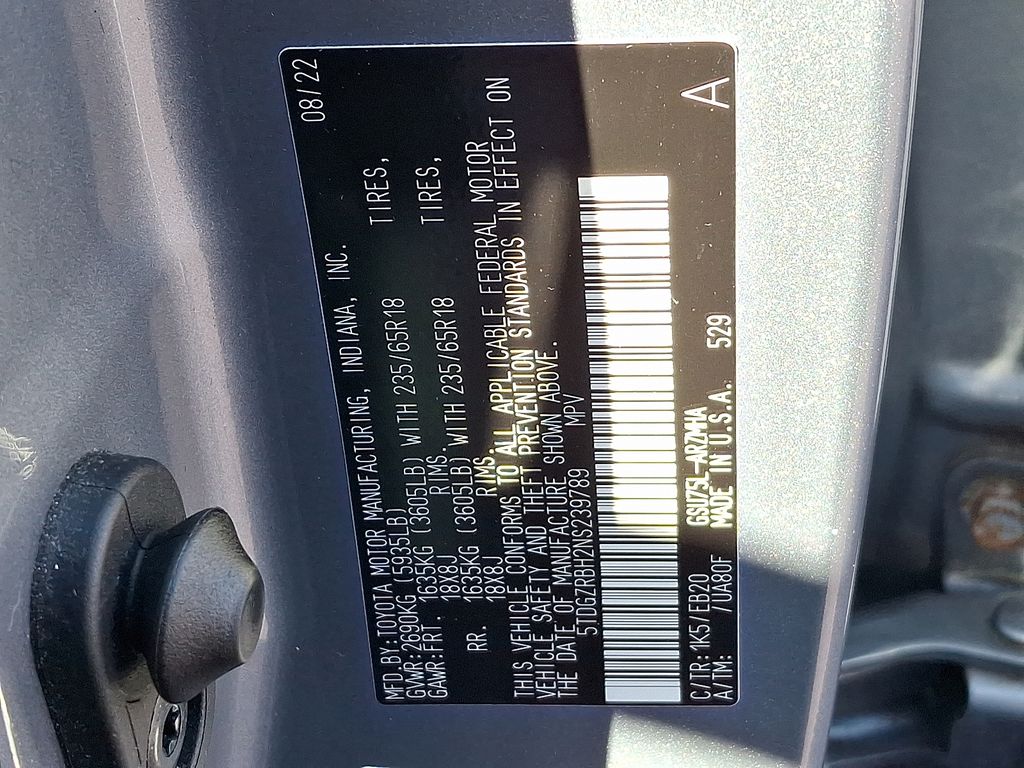 MFD.BY:TOYOTA MOTOR MANUFACTURING, INDIANA, INC. 08/22
GVWR:2690KG (5935LB)
GAWR:FRT. 1635KG (3605LB) WITH 235/65R18 TIRES,
18X8J RIMS.
RR. 1635KG (3605LB) WITH 235/65R18 TIRES,
18X8J RIMS.
THIS VEHICLE CONFORMS TO ALL APPLICABLE FEDERAL MOTOR
VEHICLE SAFETY AND THEFT PREVENTION STANDARDS IN EFFECT ON
THE DATE OF MANUFACTURE SHOWN ABOVE.
5TDGZRBH2NS239789 MPV
C/TR:1K5/EB20 GSU75L-ARZMHA
A/TM: /UA80F MADE IN U.S.A. 529 A